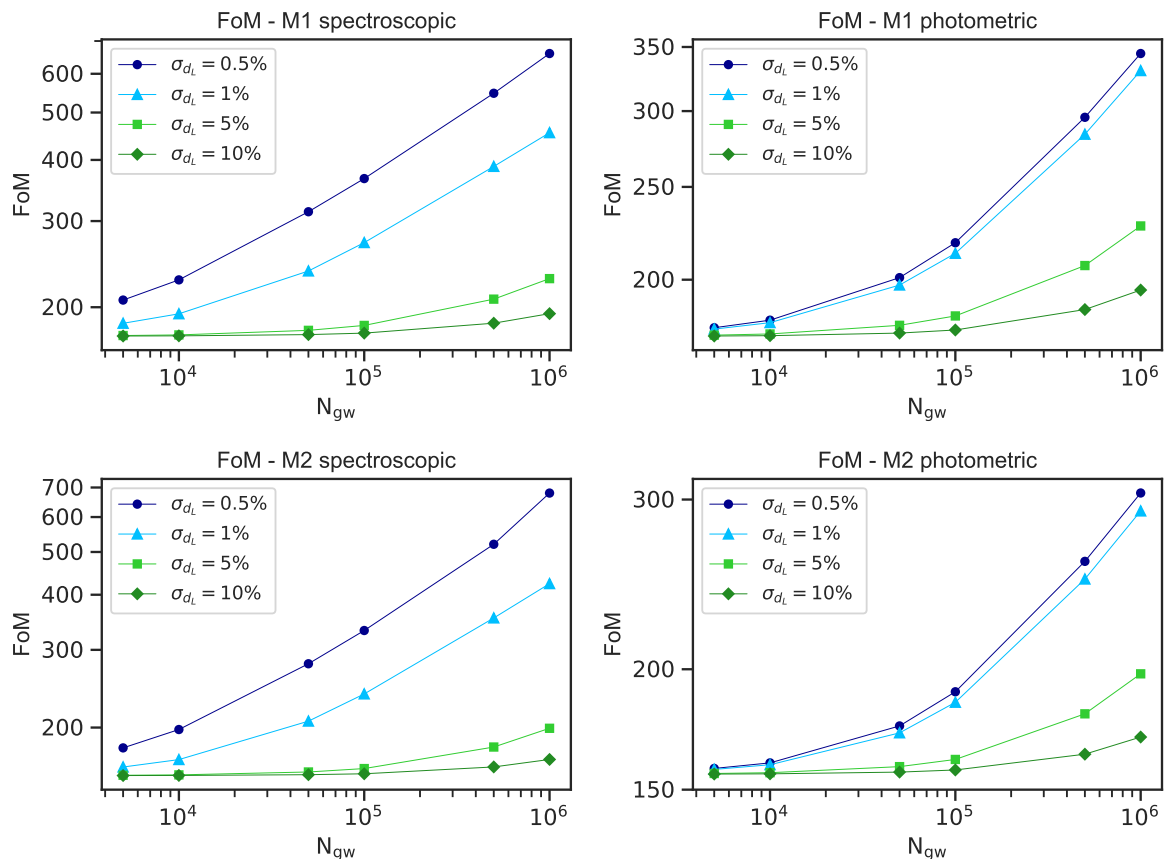 FoM - M1 spectroscopic
600
500
400
300
200
FoM
σ_{d_L} = 0.5%
σ_{d_L} = 1%
σ_{d_L} = 5%
σ_{d_L} = 10%
10^4
10^5
10^6
N_gw
FoM - M1 photometric
350
300
250
200
FoM
σ_{d_L} = 0.5%
σ_{d_L} = 1%
σ_{d_L} = 5%
σ_{d_L} = 10%
10^4
10^5
10^6
N_gw
FoM - M2 spectroscopic
700
600
500
400
300
200
FoM
σ_{d_L} = 0.5%
σ_{d_L} = 1%
σ_{d_L} = 5%
σ_{d_L} = 10%
10^4
10^5
10^6
N_gw
FoM - M2 photometric
300
200
150
FoM
σ_{d_L} = 0.5%
σ_{d_L} = 1%
σ_{d_L} = 5%
σ_{d_L} = 10%
10^4
10^5
10^6
N_gw